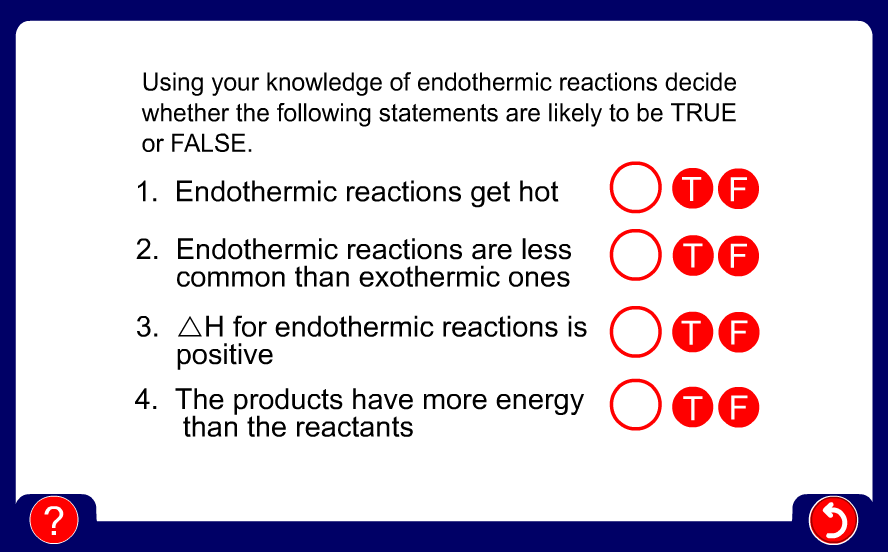 Using your knowledge of endothermic reactions decide
whether the following statements are likely to be TRUE
or FALSE.
1. Endothermic reactions get hot T F
2. Endothermic reactions are less
common than exothermic ones T F
3. △H for endothermic reactions is
positive T F
4. The products have more energy
than the reactants T F
?